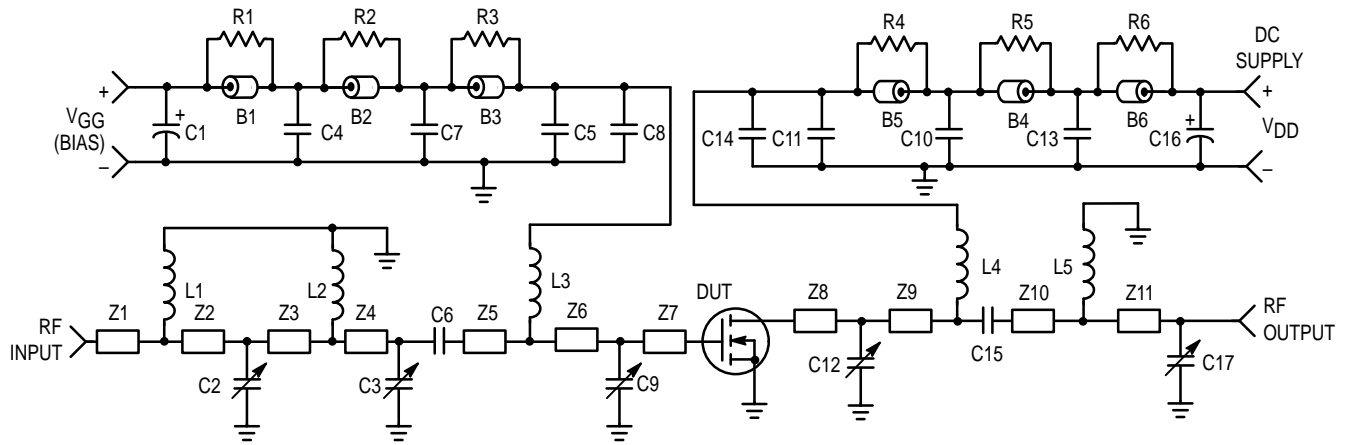 R1 R2 R3
R4 R5 R6
DC
SUPPLY
+ +
VGG
(BIAS)
–
C1 B1 C4 B2 C7 B3 C5 C8
C14 C11 B5 C10 B4 C13 B6 C16
+
+
VDD
–
L1 L2 L3 L4 L5
RF
INPUT
Z1 Z2 Z3 Z4 C6 Z5 Z6 Z7
DUT
Z8 Z9 Z10 Z11
C15
RF
OUTPUT
C2 C3 C9 C12 C17